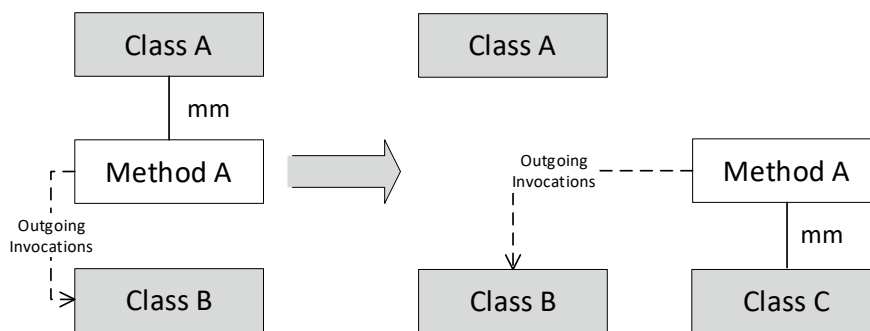 Class A
mm
Method A
Outgoing
Invocations
Class B
Class A
Outgoing
Invocations
Method A
mm
Class B
Class C